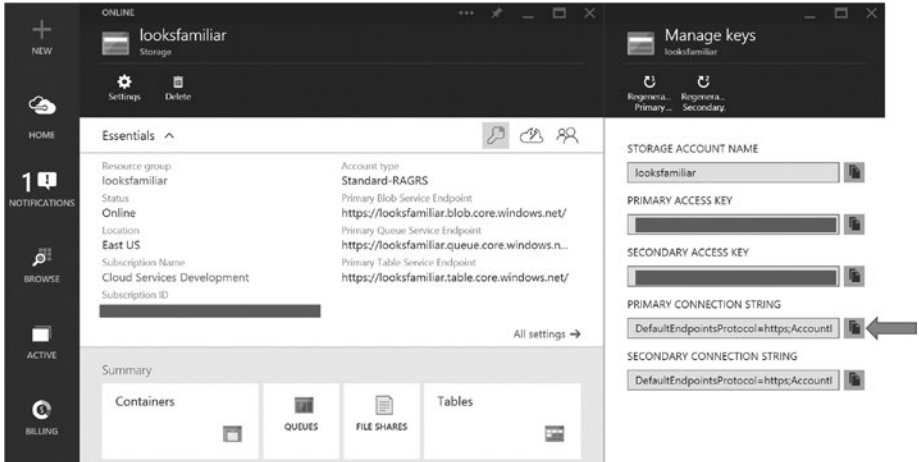 NEW
HOME
1
NOTIFICATIONS
BROWSE
ACTIVE
BILLING
ONLINE
looksfamiliar
Storage
Settings
Delete
Essentials
Resource group
looksfamiliar
Status
Online
Location
East US
Subscription Name
Cloud Services Development
Subscription ID
Account type
Standard-RAGRS
Primary Blob Service Endpoint
https://looksfamiliar.blob.core.windows.net/
Primary Queue Service Endpoint
https://looksfamiliar.queue.core.windows.n...
Primary Table Service Endpoint
https://looksfamiliar.table.core.windows.net/
All settings →
Summary
Containers
QUEUES
FILE SHARES
Tables
Manage keys
looksfamiliar
Regenera...
Primary...
Regenera...
Secondary.
STORAGE ACCOUNT NAME
looksfamiliar
PRIMARY ACCESS KEY
SECONDARY ACCESS KEY
PRIMARY CONNECTION STRING
DefaultEndpointsProtocol=https;Accountl
SECONDARY CONNECTION STRING
DefaultEndpointsProtocol=https;Accountl